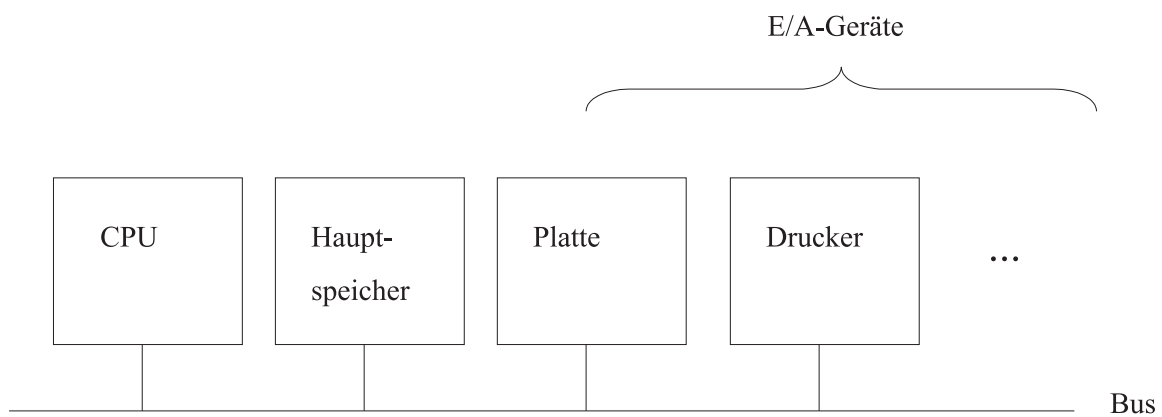 E/A-Geräte
CPU
Haupt-
speicher
Platte
Drucker
...
Bus